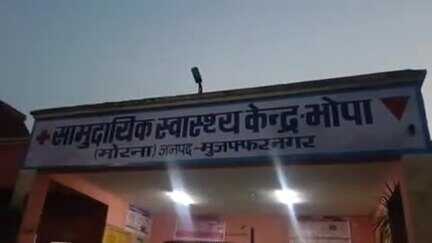 सामुदायिक स्वास्थ्य केन्द्र-भोपा
(मोरना) जनपद-मुजफ्फरनगर